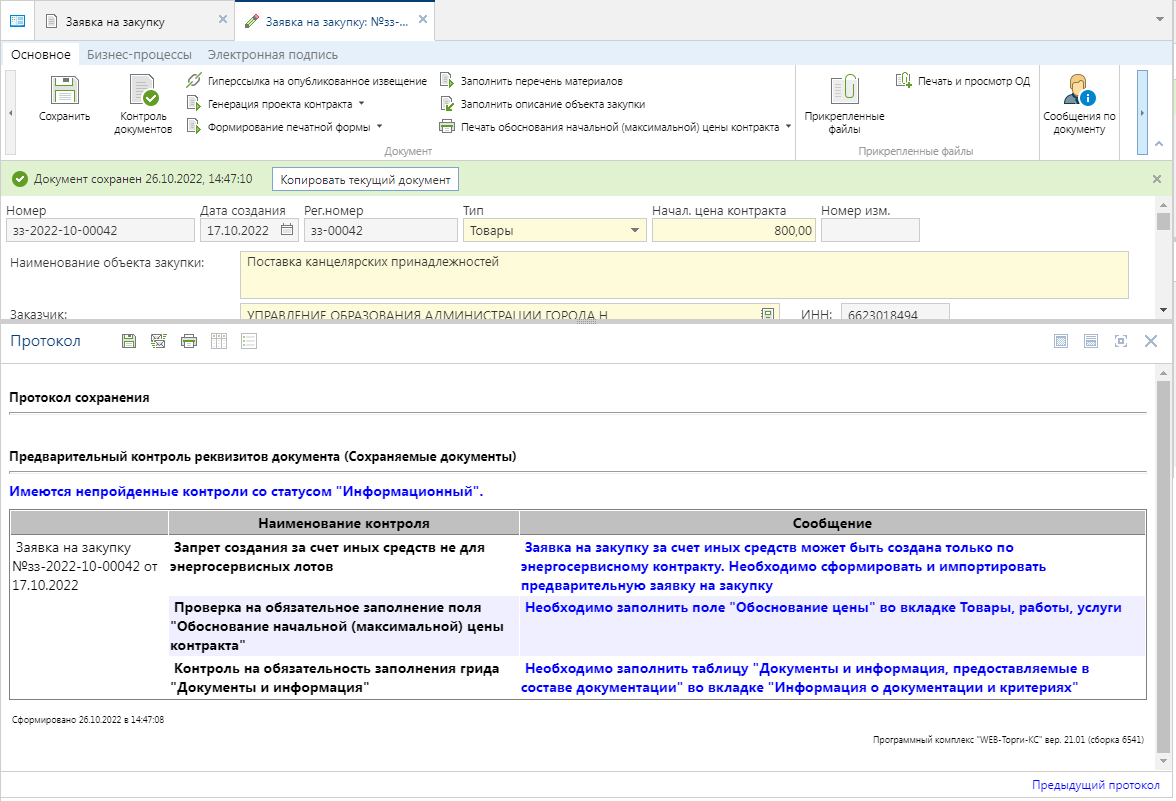 Заявка на закупку
Заявка на закупку: №зз-...
Основное Бизнес-процессы Электронная подпись
Сохранить
Контроль
документов
Гиперссылка на опубликованное извещение
Генерация проекта контракта
Формирование печатной формы
Заполнить перечень материалов
Заполнить описание объекта закупки
Печать обоснования начальной (максимальной) цены контракта
Документ
Прикрепленные
файлы
Печать и просмотр ОД
Прикрепленные файлы
Сообщения по
документу
Документ сохранен 26.10.2022, 14:47:10
Копировать текущий документ
Номер Дата создания Рег.номер Тип Начал. цена контракта Номер изм.
зз-2022-10-00042 17.10.2022 зз-00042 Товары 800,00
Наименование объекта закупки: Поставка канцелярских принадлежностей
Заказчик: УПРАВЛЕНИЕ ОБРАЗОВАНИЯ АДМИНИСТРАЦИИ ГОРОДА Н ИНН: 6623018494
Протокол
Протокол сохранения
Предварительный контроль реквизитов документа (Сохраняемые документы)
Имеются непройденные контроли со статусом "Информационный".
Наименование контроля Сообщение
Заявка на закупку
№зз-2022-10-00042 от
17.10.2022
Запрет создания за счет иных средств не для
энергосервисных лотов
Заявка на закупку за счет иных средств может быть создана только по
энергосервисному контракту. Необходимо сформировать и импортировать
предварительную заявку на закупку
Проверка на обязательное заполнение поля
"Обоснование начальной (максимальной) цены
контракта"
Необходимо заполнить поле "Обоснование цены" во вкладке Товары, работы, услуги
Контроль на обязательность заполнения грида
"Документы и информация"
Необходимо заполнить таблицу "Документы и информация, предоставляемые в
составе документации" во вкладке "Информация о документации и критериях"
Сформировано 26.10.2022 в 14:47:08
Программный комплекс "WEB-Торги-КС" вер. 21.01 (сборка 6541)
Предыдущий протокол